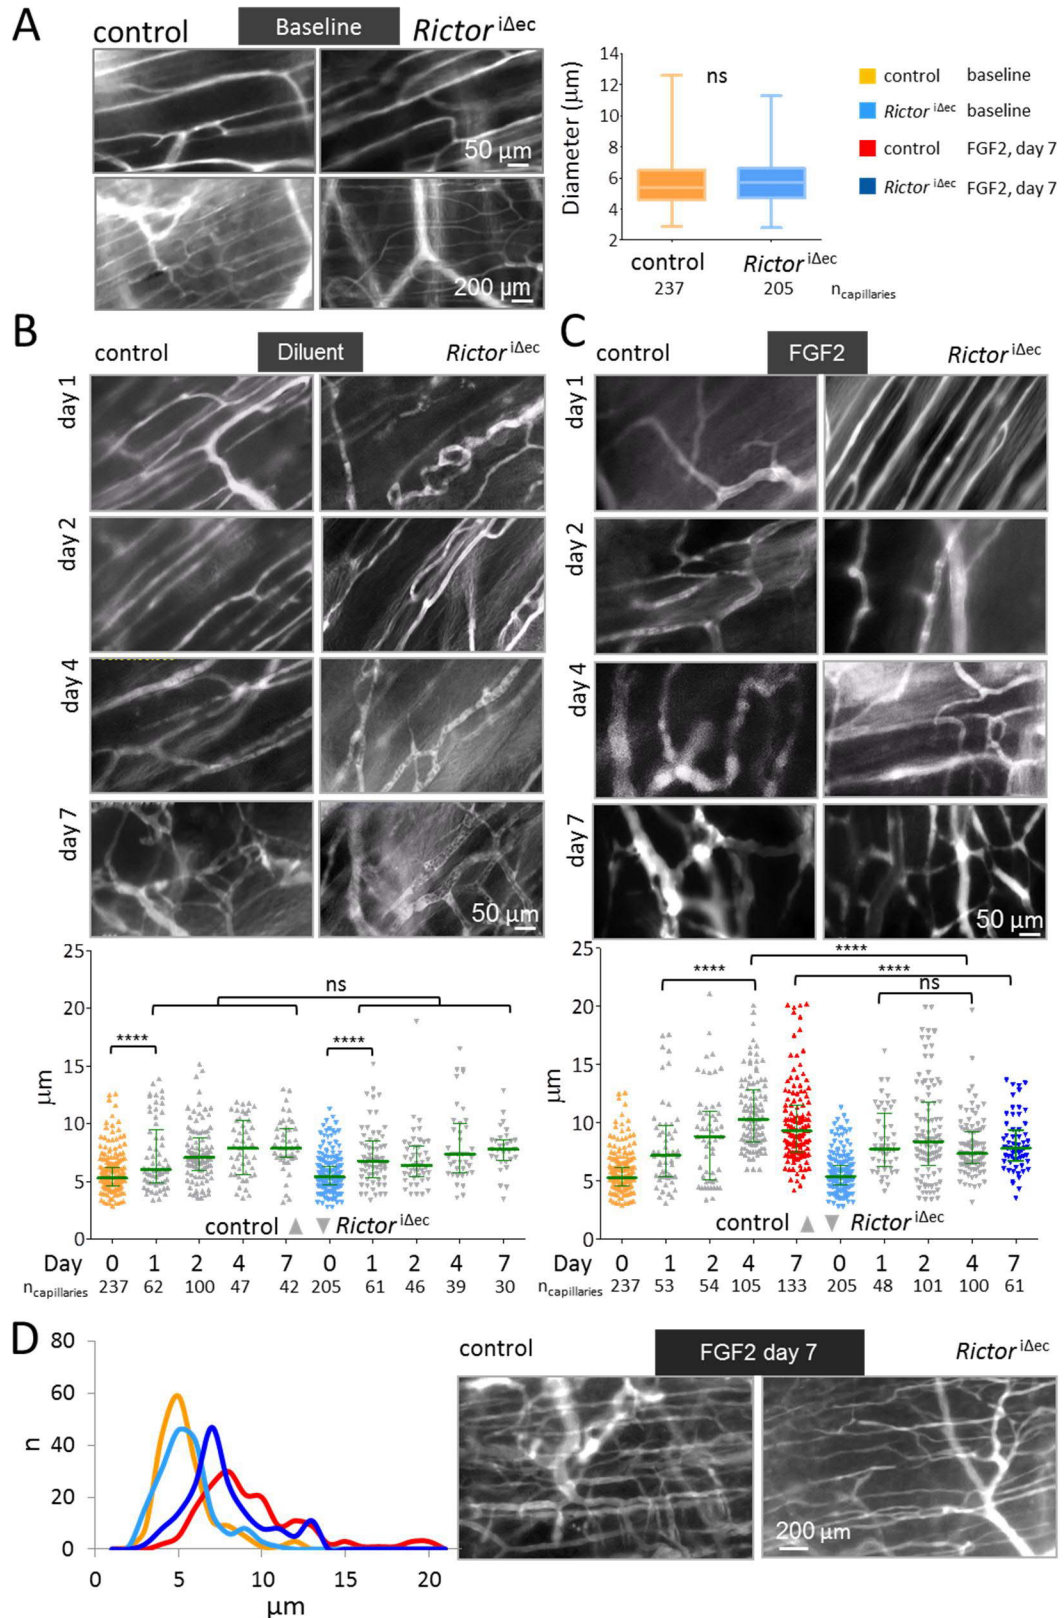 A
control Baseline Rictor iΔec
50 µm
200 µm
Diameter (µm)
14
12
10
8
6
4
2
ns
control Rictor iΔec
237 205 ncapillaries
control baseline
Rictor iΔec baseline
control FGF2, day 7
Rictor iΔec FGF2, day 7
B
control Diluent Rictor iΔec
day 1
day 2
day 4
day 7
50 µm
25
20
15
10
5
0
µm
ns
**** ****
control Rictor iΔec
Day 0 1 2 4 7 0 1 2 4 7
ncapillaries 237 62 100 47 42 205 61 46 39 30
C
control FGF2 Rictor iΔec
day 1
day 2
day 4
day 7
50 µm
25
20
15
10
5
0
µm
****
**** ****
ns
control Rictor iΔec
Day 0 1 2 4 7 0 1 2 4 7
ncapillaries 237 53 54 105 133 205 48 101 100 61
D
80
60
40
20
0
n
0 5 10 15 20
µm
control FGF2 day 7 Rictor iΔec
200 µm